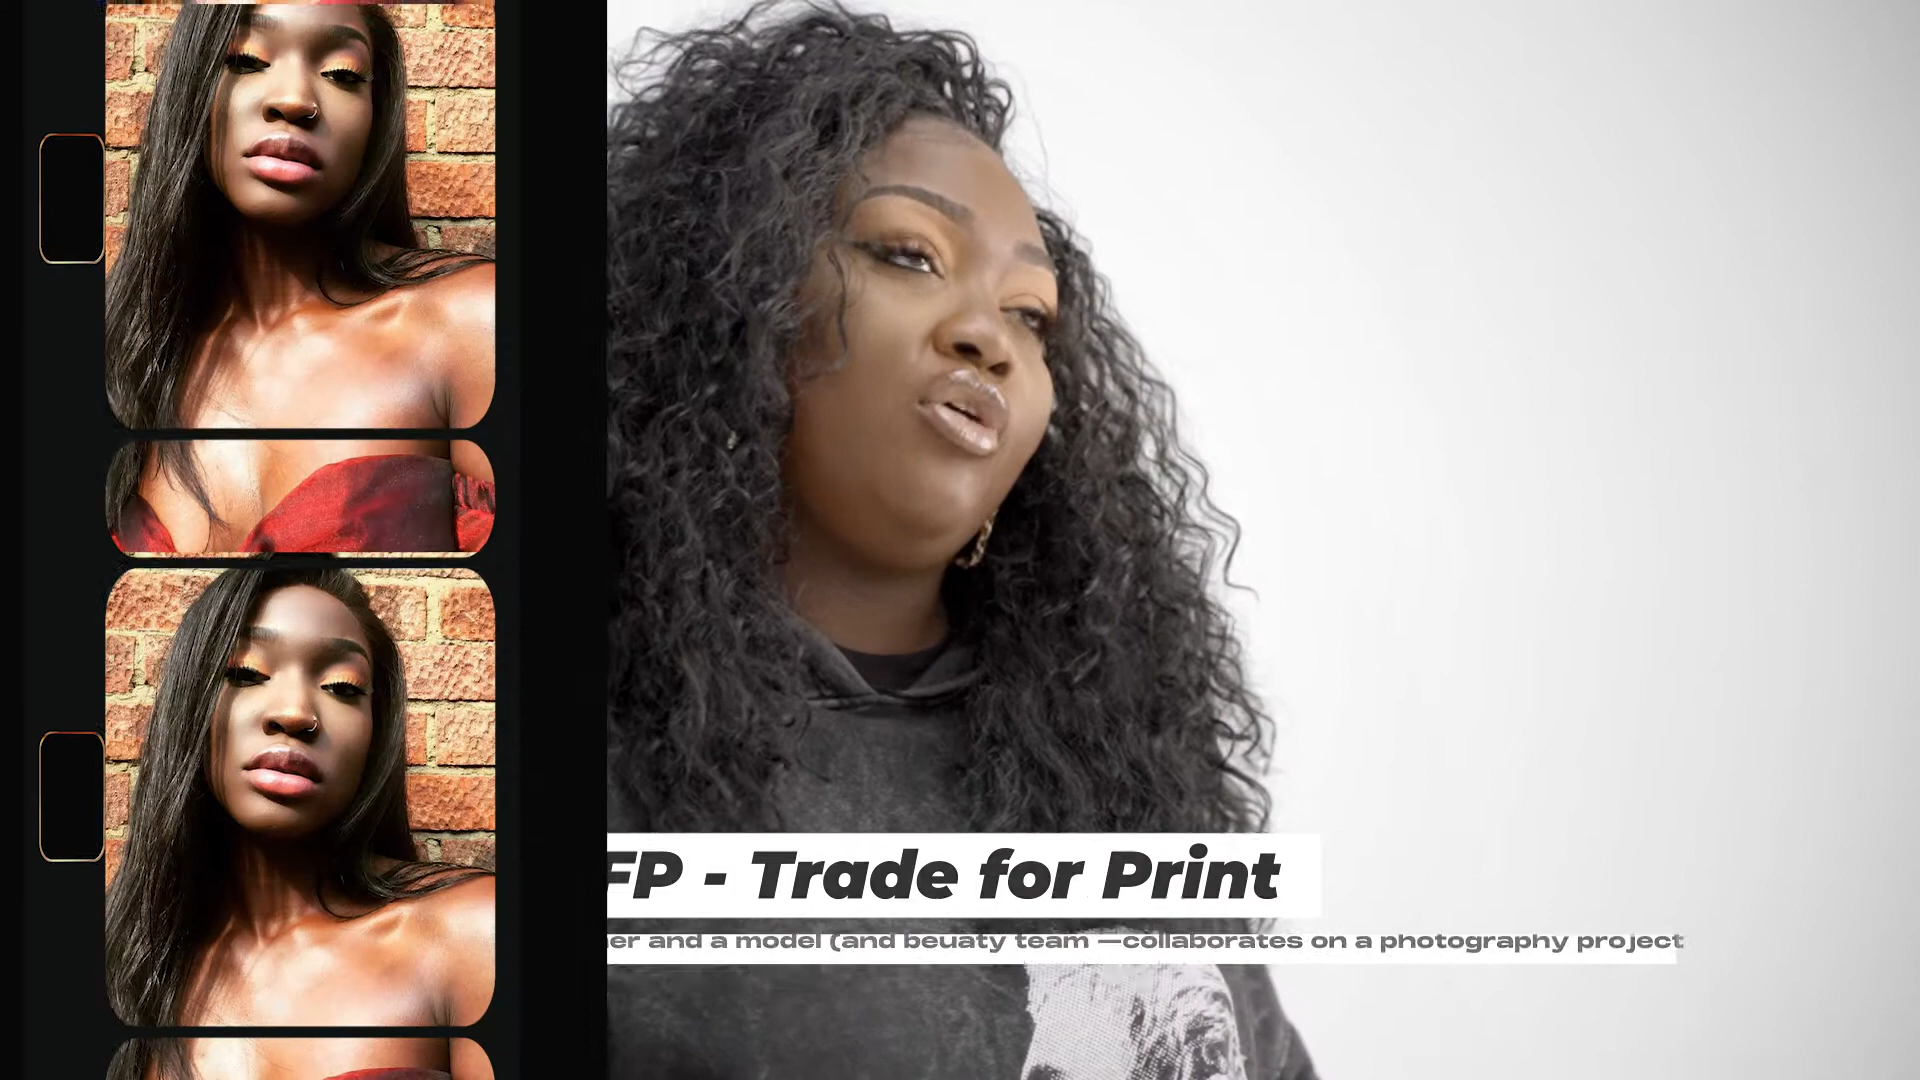 FP - Trade for Print
er and a model (and beuaty team —collaborates on a photography project